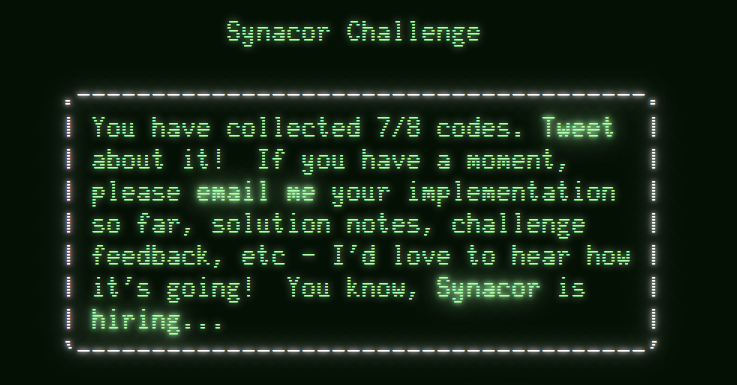 Synacor Challenge
You have collected 7/8 codes. Tweet
about it! If you have a moment,
please email me your implementation
so far, solution notes, challenge
feedback, etc - I'd love to hear how
it's going! You know, Synacor is
hiring...